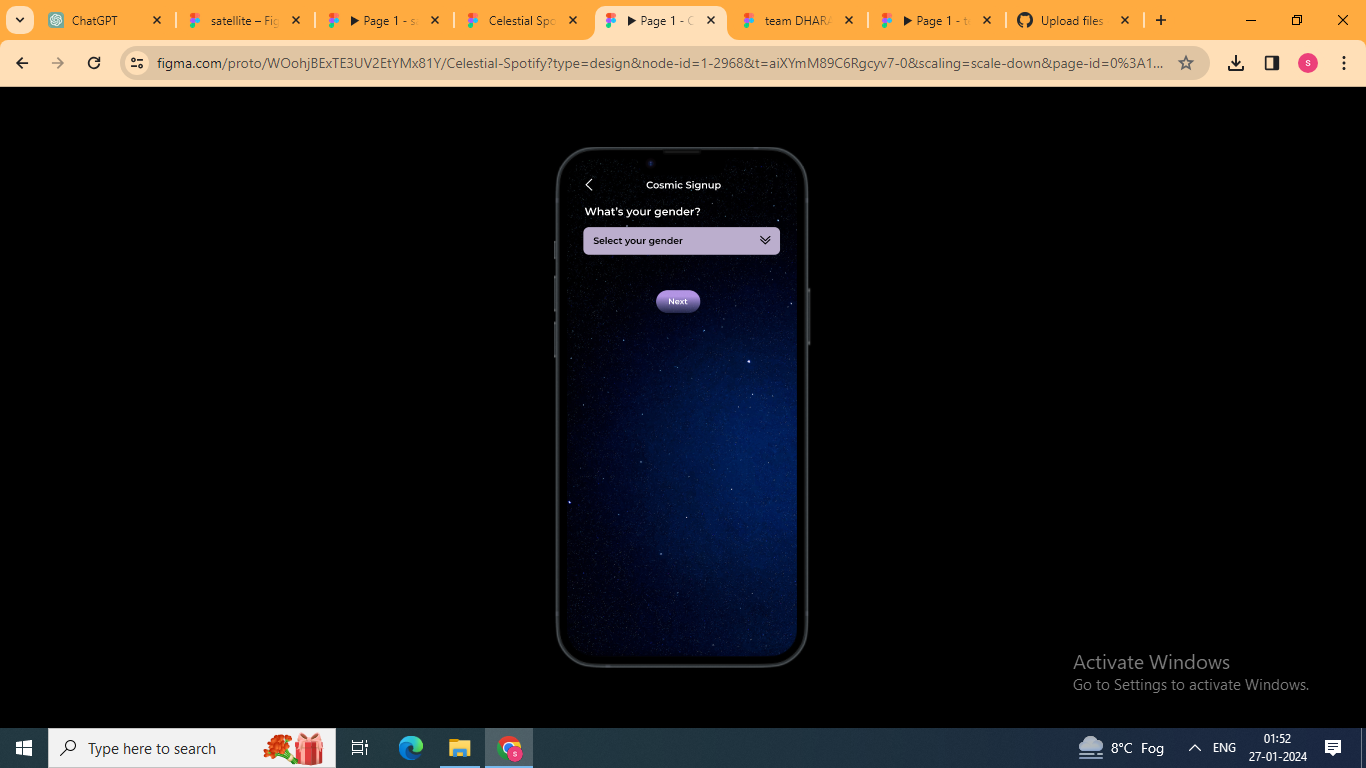 ChatGPT
satellite – Fig
Page 1 - s
Celestial Spo
Page 1 - C
team DHARA
Page 1 - t
Upload files
figma.com/proto/WOohjBExTE3UV2EtYMx81Y/Celestial-Spotify?type=design&node-id=1-2968&t=aiXYmM89C6Rgcyv7-0&scaling=scale-down&page-id=0%3A1...
s
Cosmic Signup
What's your gender?
Select your gender
Next
Activate Windows
Go to Settings to activate Windows.
Type here to search
s
8°C Fog
ENG
01:52
27-01-2024